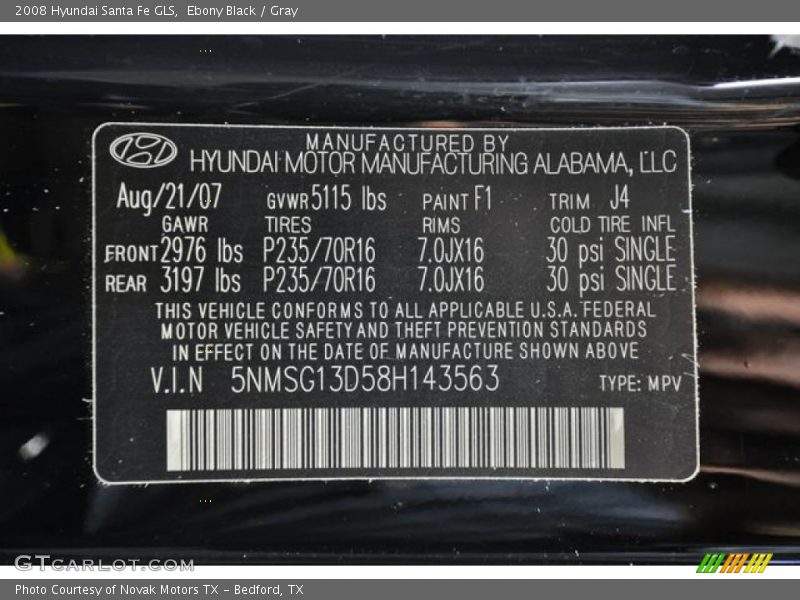 2008 Hyundai Santa Fe GLS, Ebony Black / Gray
MANUFACTURED BY
HYUNDAI MOTOR MANUFACTURING ALABAMA, LLC
Aug/21/07 GVWR 5115 lbs PAINT F1 TRIM J4
GAWR TIRES RIMS COLD TIRE INFL
FRONT 2976 lbs P235/70R16 7.0JX16 30 psi SINGLE
REAR 3197 lbs P235/70R16 7.0JX16 30 psi SINGLE
THIS VEHICLE CONFORMS TO ALL APPLICABLE U.S.A. FEDERAL
MOTOR VEHICLE SAFETY AND THEFT PREVENTION STANDARDS
IN EFFECT ON THE DATE OF MANUFACTURE SHOWN ABOVE
V.I.N 5NMSG13D58H143563 TYPE: MPV
GTCARLOT.COM
Photo Courtesy of Novak Motors TX – Bedford, TX